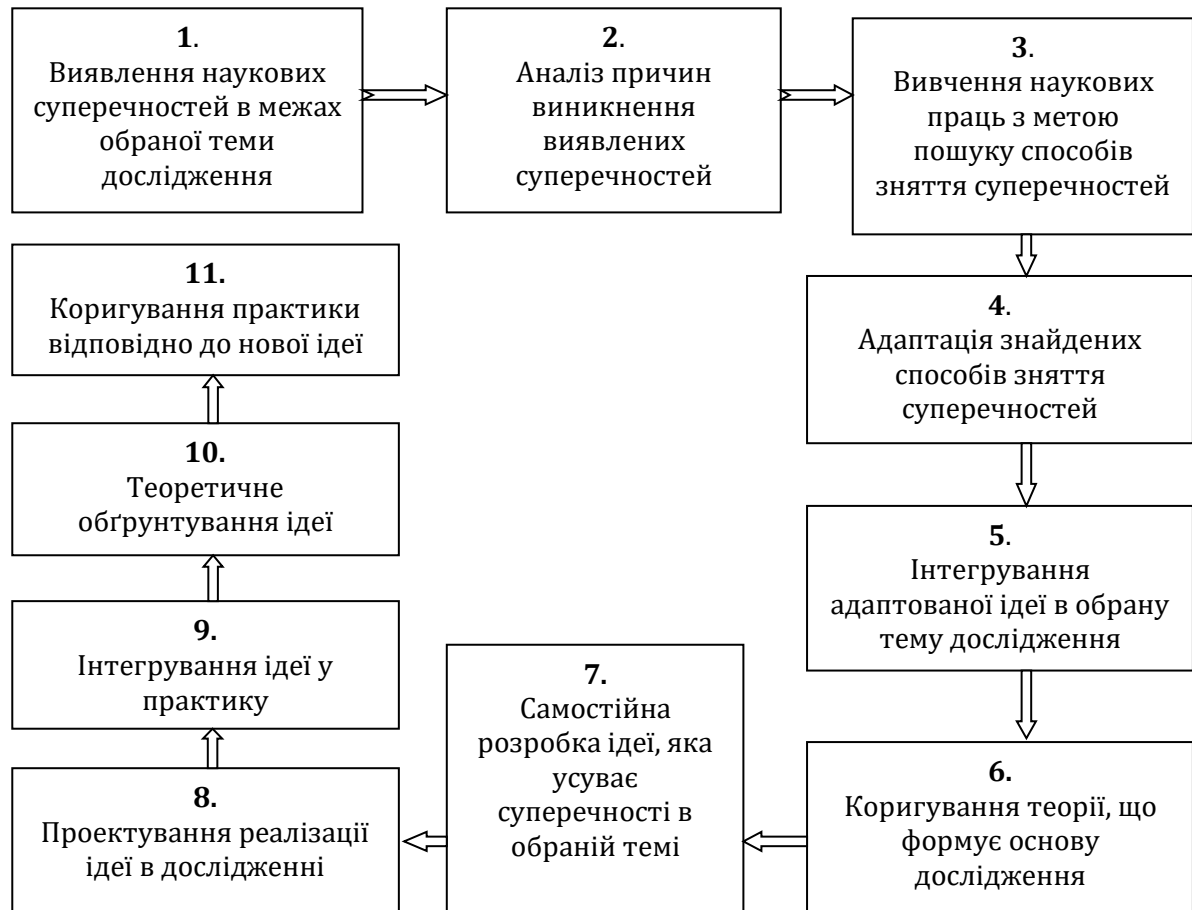 1.
Виявлення наукових
суперечностей в межах
обраної теми
дослідження
2.
Аналіз причин
виникнення
виявлених
суперечностей
3.
Вивчення наукових
праць з метою
пошуку способів
зняття суперечностей
4.
Адаптація знайдених
способів зняття
суперечностей
5.
Інтегрування
адаптованої ідеї в обрану
тему дослідження
6.
Коригування теорії, що
формує основу
дослідження
7.
Самостійна
розробка ідеї, яка
усуває
суперечності в
обраній темі
8.
Проектування реалізації
ідеї в дослідженні
9.
Інтегрування ідеї у
практику
10.
Теоретичне
обґрунтування ідеї
11.
Коригування практики
відповідно до нової ідеї